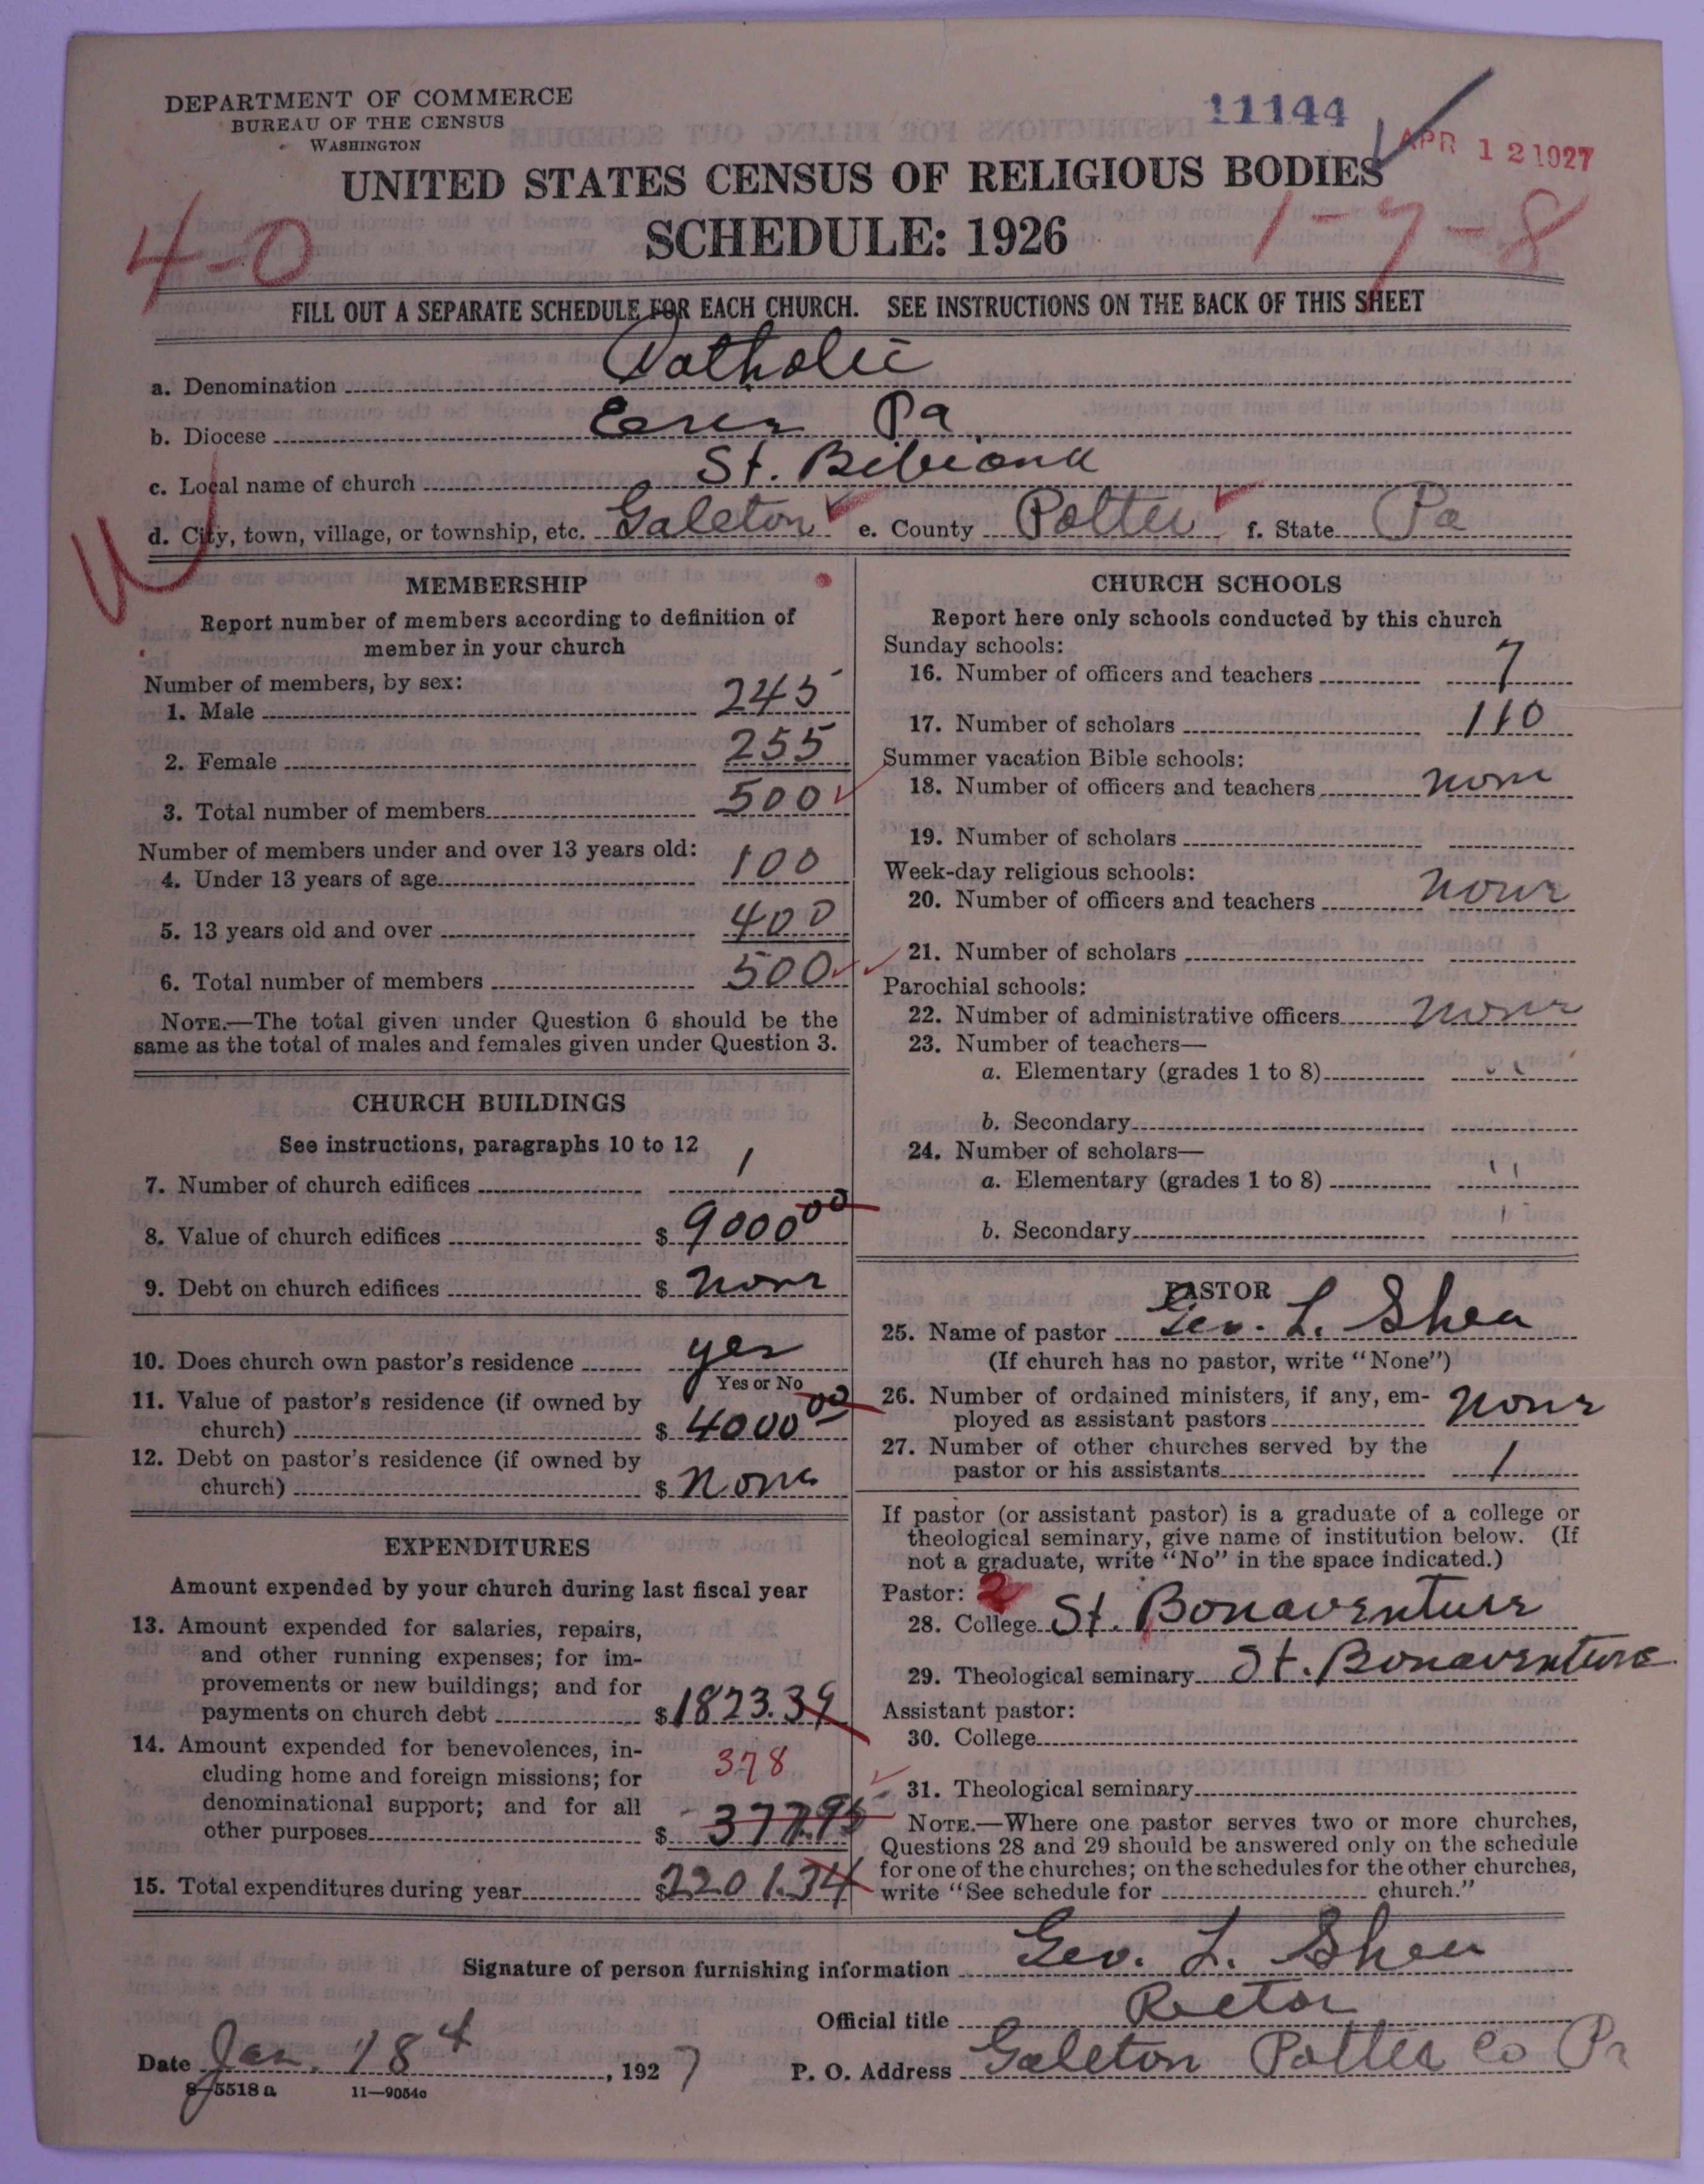 DEPARTMENT OF COMMERCE
BUREAU OF THE CENSUS
WASHINGTON
11144
APR 12 1927
UNITED STATES CENSUS OF RELIGIOUS BODIES
SCHEDULE: 1926
4-0
1-7-8
FILL OUT A SEPARATE SCHEDULE FOR EACH CHURCH. SEE INSTRUCTIONS ON THE BACK OF THIS SHEET
a. Denomination Catholic
b. Diocese Erie Pa
c. Local name of church St. Bibiana
d. City, town, village, or township, etc. Galeton e. County Potter f. State Pa
MEMBERSHIP
Report number of members according to definition of
member in your church
Number of members, by sex:
1. Male 245
2. Female 255
3. Total number of members 500
Number of members under and over 13 years old:
4. Under 13 years of age 100
5. 13 years old and over 400
6. Total number of members 500
NOTE.—The total given under Question 6 should be the
same as the total of males and females given under Question 3.
CHURCH BUILDINGS
See instructions, paragraphs 10 to 12
7. Number of church edifices 1
8. Value of church edifices $ 9000 00
9. Debt on church edifices $ none
10. Does church own pastor's residence yes
Yes or No
11. Value of pastor's residence (if owned by
church) $ 4000 00
12. Debt on pastor's residence (if owned by
church) $ None
EXPENDITURES
Amount expended by your church during last fiscal year
13. Amount expended for salaries, repairs,
and other running expenses; for im-
provements or new buildings; and for
payments on church debt $ 1823.39
14. Amount expended for benevolences, in-
cluding home and foreign missions; for
denominational support; and for all
other purposes $ 377.95
378
15. Total expenditures during year $ 2201.34
CHURCH SCHOOLS
Report here only schools conducted by this church
Sunday schools:
16. Number of officers and teachers 7
17. Number of scholars 110
Summer vacation Bible schools:
18. Number of officers and teachers none
19. Number of scholars
Week-day religious schools:
20. Number of officers and teachers none
21. Number of scholars
Parochial schools:
22. Number of administrative officers none
23. Number of teachers—
a. Elementary (grades 1 to 8) "
b. Secondary
24. Number of scholars—
a. Elementary (grades 1 to 8) "
b. Secondary "
PASTOR
25. Name of pastor Geo. L. Shea
(If church has no pastor, write "None")
26. Number of ordained ministers, if any, em-
ployed as assistant pastors none
27. Number of other churches served by the
pastor or his assistants 1
If pastor (or assistant pastor) is a graduate of a college or
theological seminary, give name of institution below. (If
not a graduate, write "No" in the space indicated.)
Pastor: 2
28. College St. Bonaventure
29. Theological seminary St. Bonaventure
Assistant pastor:
30. College
31. Theological seminary
NOTE.—Where one pastor serves two or more churches,
Questions 28 and 29 should be answered only on the schedule
for one of the churches; on the schedules for the other churches,
write "See schedule for church."
Signature of person furnishing information Geo. L. Shea
Official title Rector
Date Jan. 18th, 1927 P. O. Address Galeton Potter Co Pa
8-5518 a 11—9054c